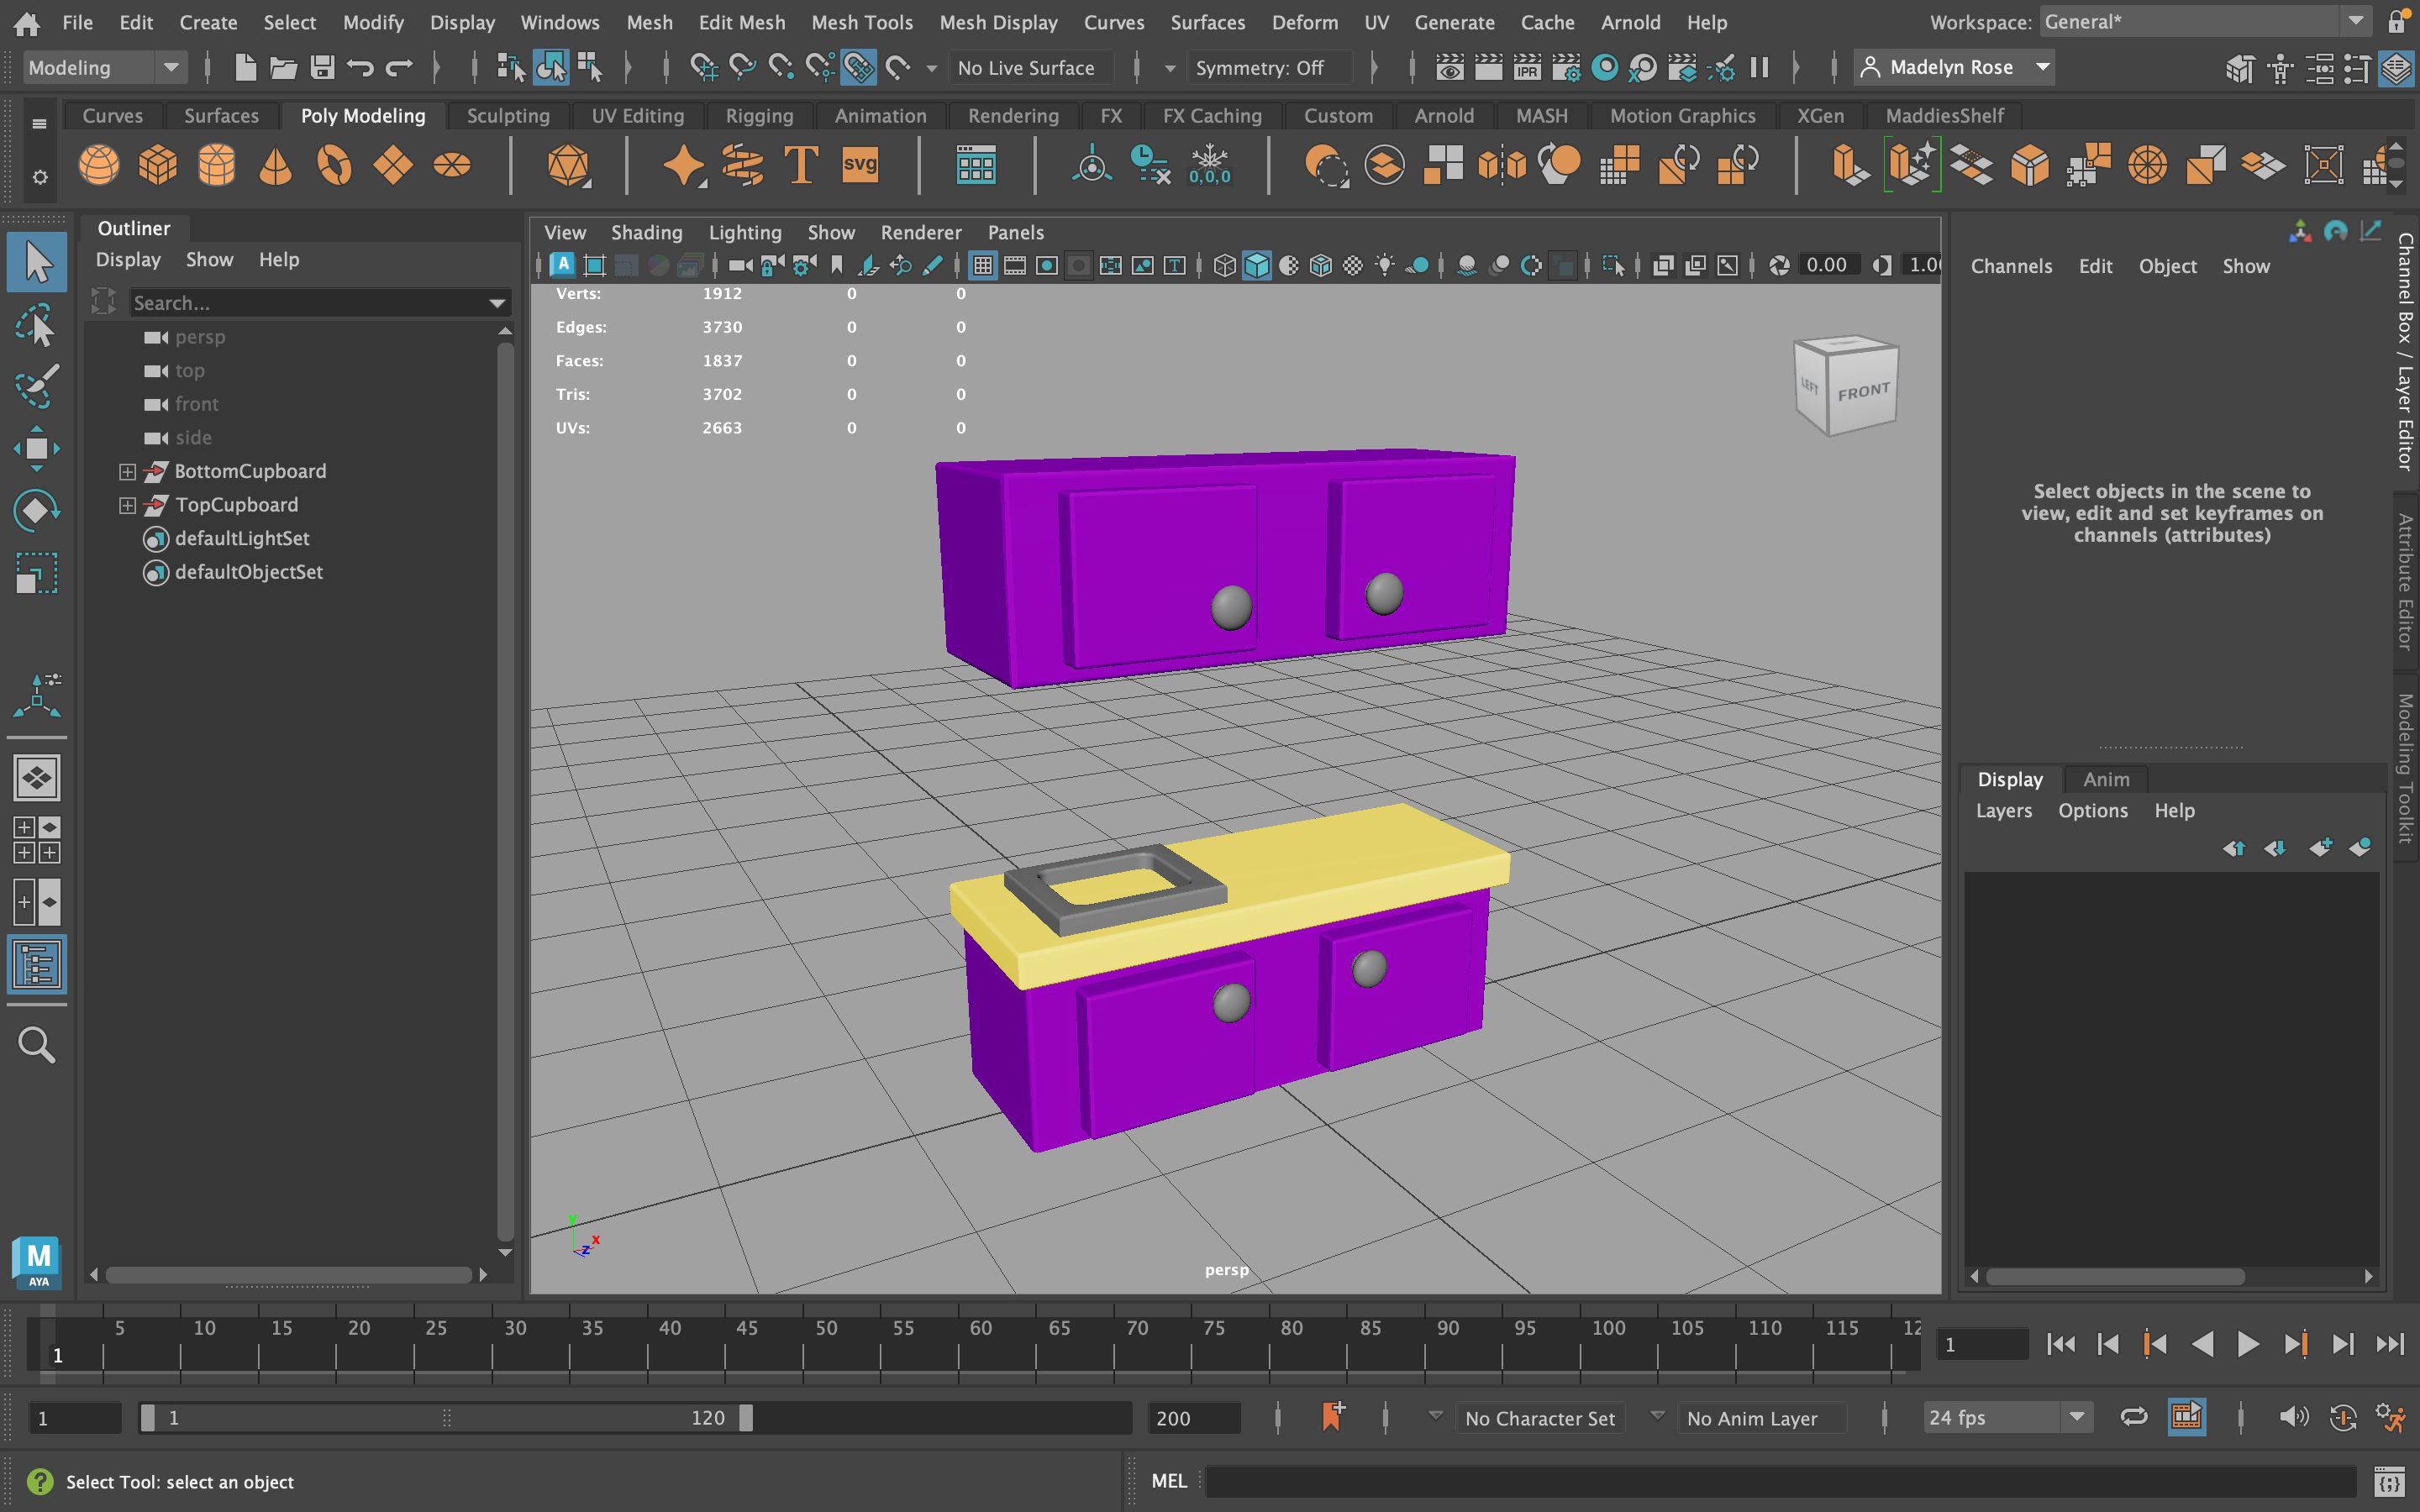 File Edit Create Select Modify Display Windows Mesh Edit Mesh Mesh Tools Mesh Display Curves Surfaces Deform UV Generate Cache Arnold Help Workspace: General*
Modeling No Live Surface Symmetry: Off Madelyn Rose
Curves Surfaces Poly Modeling Sculpting UV Editing Rigging Animation Rendering FX FX Caching Custom Arnold MASH Motion Graphics XGen MaddiesShelf
T svg 0,0,0
IPR
Outliner
Display Show Help
Search...
persp
top
front
side
BottomCupboard
TopCupboard
defaultLightSet
defaultObjectSet
View Shading Lighting Show Renderer Panels
A T 0.00 1.0
Verts: 1912 0 0
Edges: 3730 0 0
Faces: 1837 0 0
Tris: 3702 0 0
UVs: 2663 0 0
LEFT FRONT
y
x
z
persp
Channels Edit Object Show
Select objects in the scene to
view, edit and set keyframes on
channels (attributes)
Display Anim
Layers Options Help
Channel Box / Layer Editor
Attribute Editor
Modeling Toolkit
M
AYA
5 10 15 20 25 30 35 40 45 50 55 60 65 70 75 80 85 90 95 100 105 110 115 12
1
1
1 1 120 200 No Character Set No Anim Layer 24 fps
? Select Tool: select an object MEL